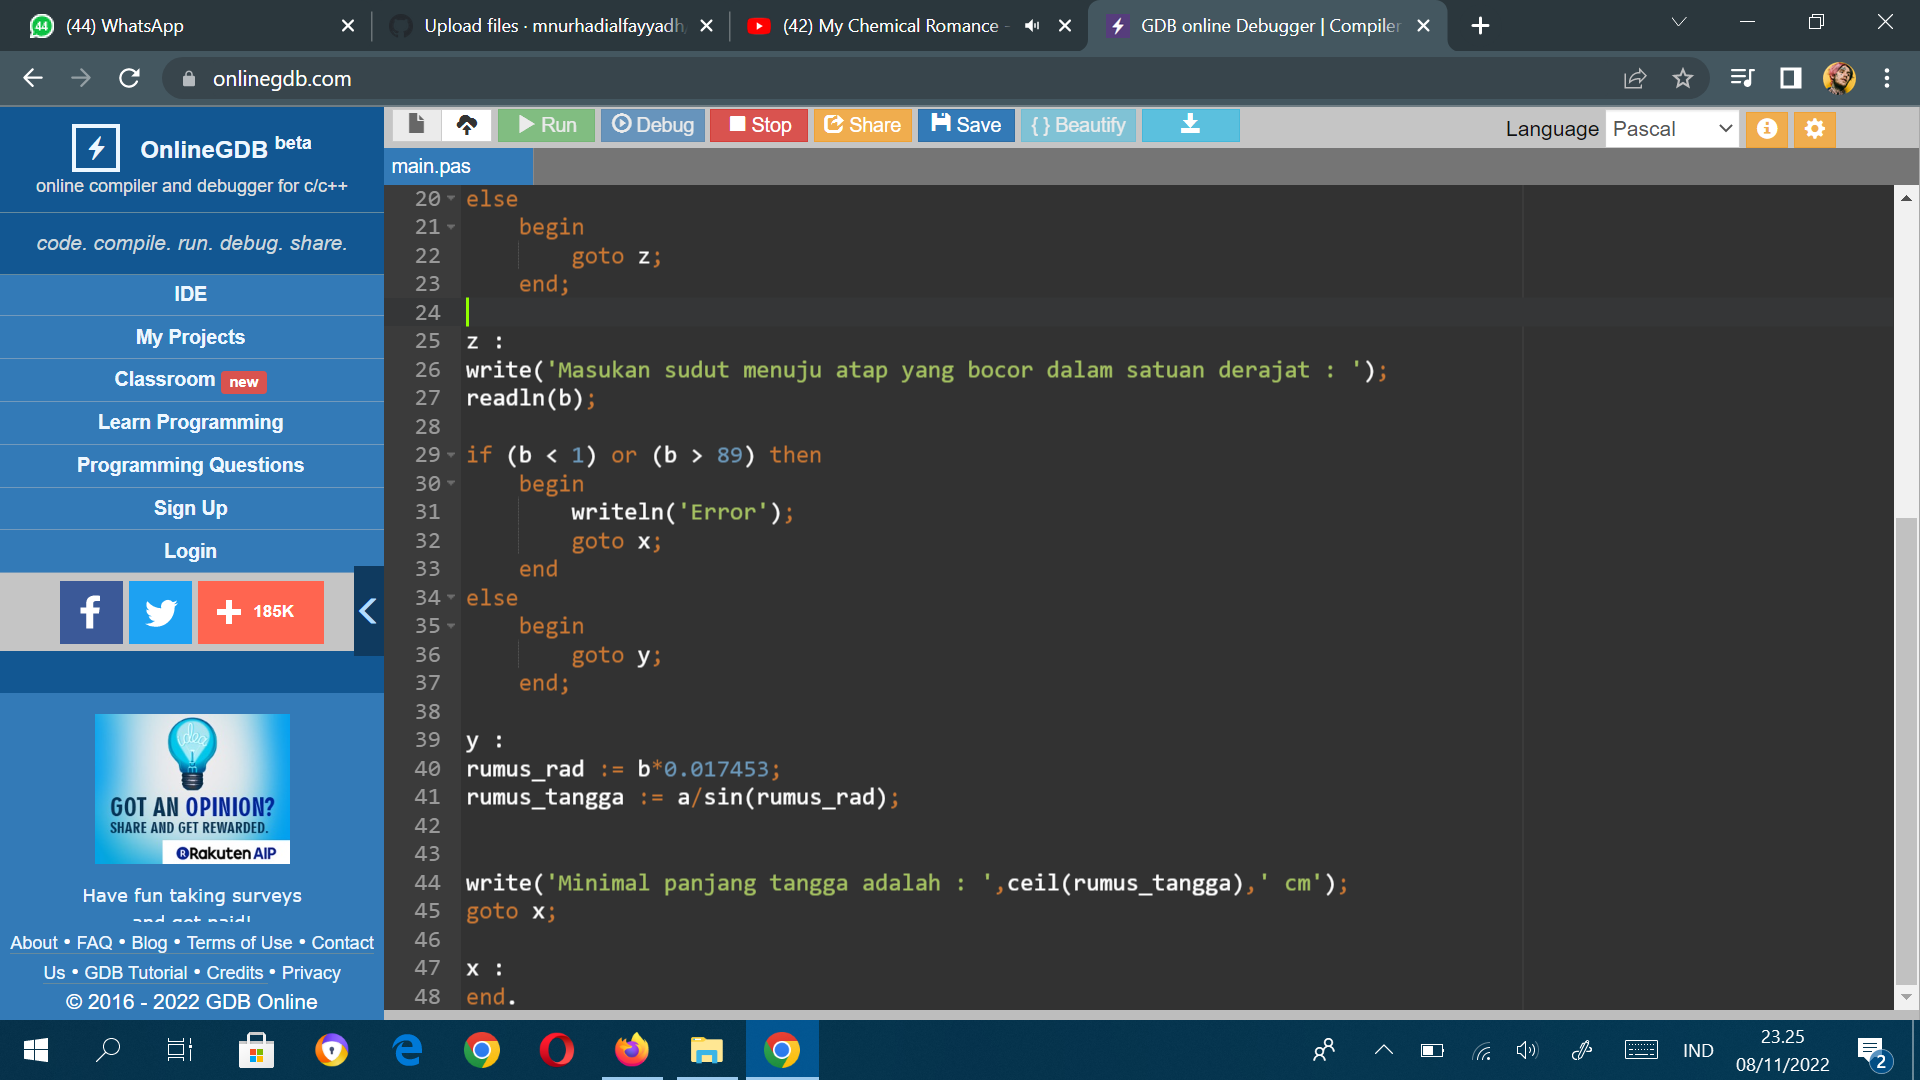 (44) WhatsApp
Upload files · mnurhadialfayyadh
(42) My Chemical Romance -
GDB online Debugger | Compiler
onlinegdb.com
OnlineGDB beta
online compiler and debugger for c/c++
code. compile. run. debug. share.
IDE
My Projects
Classroom new
Learn Programming
Programming Questions
Sign Up
Login
185K
GOT AN OPINION?
SHARE AND GET REWARDED.
Rakuten AIP
Have fun taking surveys
and get paid!
About • FAQ • Blog • Terms of Use • Contact
Us • GDB Tutorial • Credits • Privacy
© 2016 - 2022 GDB Online
Run Debug Stop Share Save { } Beautify
Language Pascal
main.pas
20 else
21 begin
22 goto z;
23 end;
24
25 z :
26 write('Masukan sudut menuju atap yang bocor dalam satuan derajat : ');
27 readln(b);
28
29 if (b < 1) or (b > 89) then
30 begin
31 writeln('Error');
32 goto x;
33 end
34 else
35 begin
36 goto y;
37 end;
38
39 y :
40 rumus_rad := b*0.017453;
41 rumus_tangga := a/sin(rumus_rad);
42
43
44 write('Minimal panjang tangga adalah : ',ceil(rumus_tangga),' cm');
45 goto x;
46
47 x :
48 end.
IND
23.25
08/11/2022
2